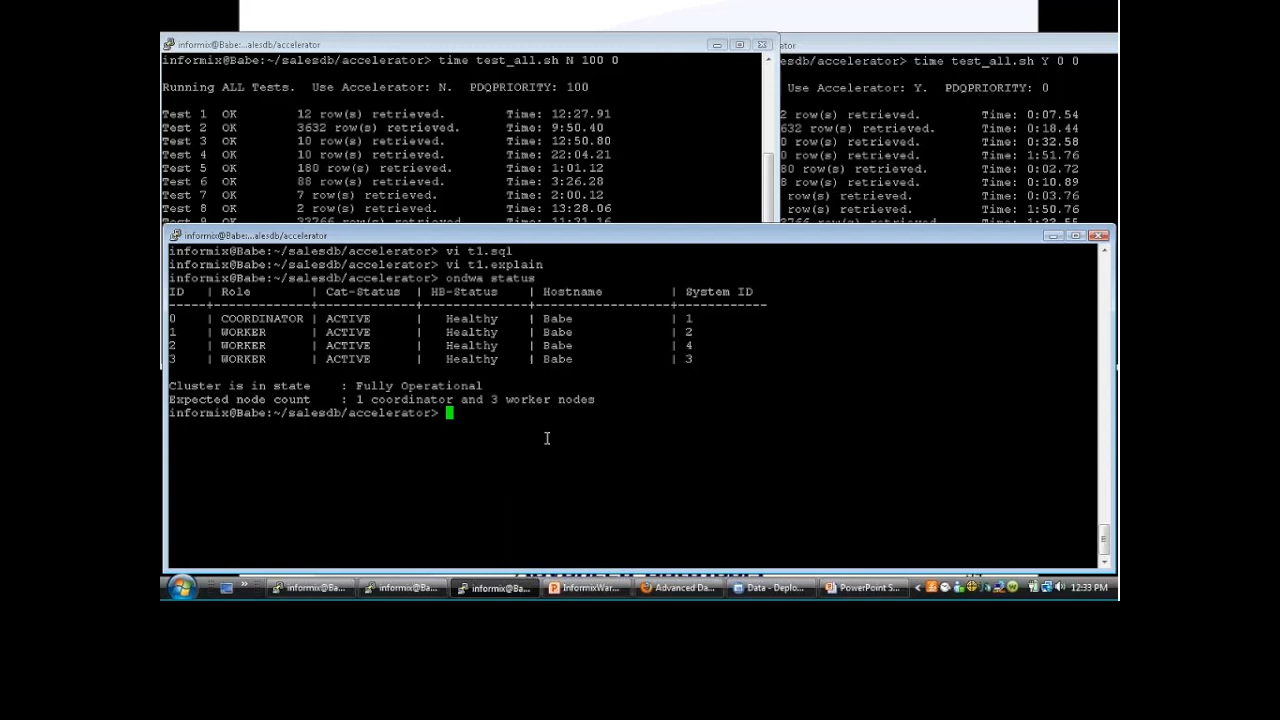 informix@Babe:...alesdb/accelerator
informix@Babe:~/salesdb/accelerator> time test_all.sh N 100 0
Running ALL Tests.  Use Accelerator: N.  PDQPRIORITY: 100
Test 1  OK  12 row(s) retrieved.  Time: 12:27.91
Test 2  OK  3632 row(s) retrieved.  Time: 9:50.40
Test 3  OK  10 row(s) retrieved.  Time: 12:50.80
Test 4  OK  10 row(s) retrieved.  Time: 22:04.21
Test 5  OK  180 row(s) retrieved.  Time: 1:01.12
Test 6  OK  88 row(s) retrieved.  Time: 3:26.28
Test 7  OK  7 row(s) retrieved.  Time: 2:00.12
Test 8  OK  2 row(s) retrieved.  Time: 13:28.06
ator
alesdb/accelerator> time test_all.sh Y 0 0
Use Accelerator: Y.  PDQPRIORITY: 0
2 row(s) retrieved.  Time: 0:07.54
632 row(s) retrieved.  Time: 0:18.44
0 row(s) retrieved.  Time: 0:32.58
0 row(s) retrieved.  Time: 1:51.76
80 row(s) retrieved.  Time: 0:02.72
8 row(s) retrieved.  Time: 0:10.89
row(s) retrieved.  Time: 0:03.76
row(s) retrieved.  Time: 1:50.76
informix@Babe:~/salesdb/accelerator
informix@Babe:~/salesdb/accelerator> vi t1.sql
informix@Babe:~/salesdb/accelerator> vi t1.explain
informix@Babe:~/salesdb/accelerator> ondwa status
ID | Role | Cat-Status | HB-Status | Hostname | System ID
0 | COORDINATOR | ACTIVE | Healthy | Babe | 1
1 | WORKER | ACTIVE | Healthy | Babe | 2
2 | WORKER | ACTIVE | Healthy | Babe | 4
3 | WORKER | ACTIVE | Healthy | Babe | 3
Cluster is in state : Fully Operational
Expected node count : 1 coordinator and 3 worker nodes
informix@Babe:~/salesdb/accelerator>
informix@Ba... informix@Ba... informix@Ba... InformixWar... Advanced Da... Data - Deplo... PowerPoint S... 12:33 PM